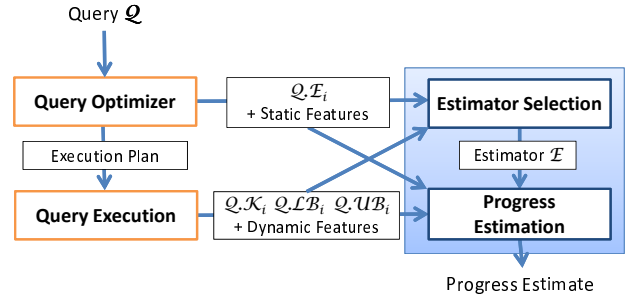 Query 𝒬
Query Optimizer
𝒬.ℰᵢ
+ Static Features
Estimator Selection
Execution Plan
Estimator ℰ
Query Execution
𝒬.𝒦ᵢ 𝒬.ℒℬᵢ 𝒬.𝒰ℬᵢ
+ Dynamic Features
Progress
Estimation
Progress Estimate